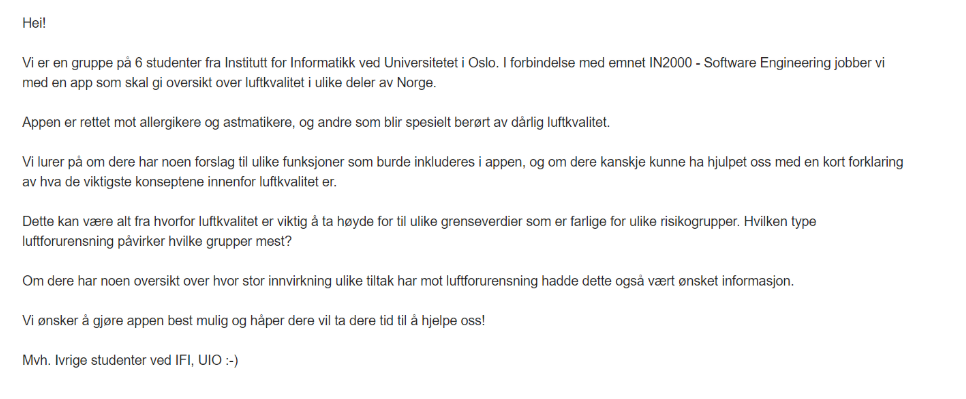 Hei!
Vi er en gruppe på 6 studenter fra Institutt for Informatikk ved Universitetet i Oslo. I forbindelse med emnet IN2000 - Software Engineering jobber vi
med en app som skal gi oversikt over luftkvalitet i ulike deler av Norge.
Appen er rettet mot allergikere og astmatikere, og andre som blir spesielt berørt av dårlig luftkvalitet.
Vi lurer på om dere har noen forslag til ulike funksjoner som burde inkluderes i appen, og om dere kanskje kunne ha hjulpet oss med en kort forklaring
av hva de viktigste konseptene innenfor luftkvalitet er.
Dette kan være alt fra hvorfor luftkvalitet er viktig å ta høyde for til ulike grenseverdier som er farlige for ulike risikogrupper. Hvilken type
luftforurensning påvirker hvilke grupper mest?
Om dere har noen oversikt over hvor stor innvirkning ulike tiltak har mot luftforurensning hadde dette også vært ønsket informasjon.
Vi ønsker å gjøre appen best mulig og håper dere vil ta dere tid til å hjelpe oss!
Mvh. Ivrige studenter ved IFI, UIO :-)